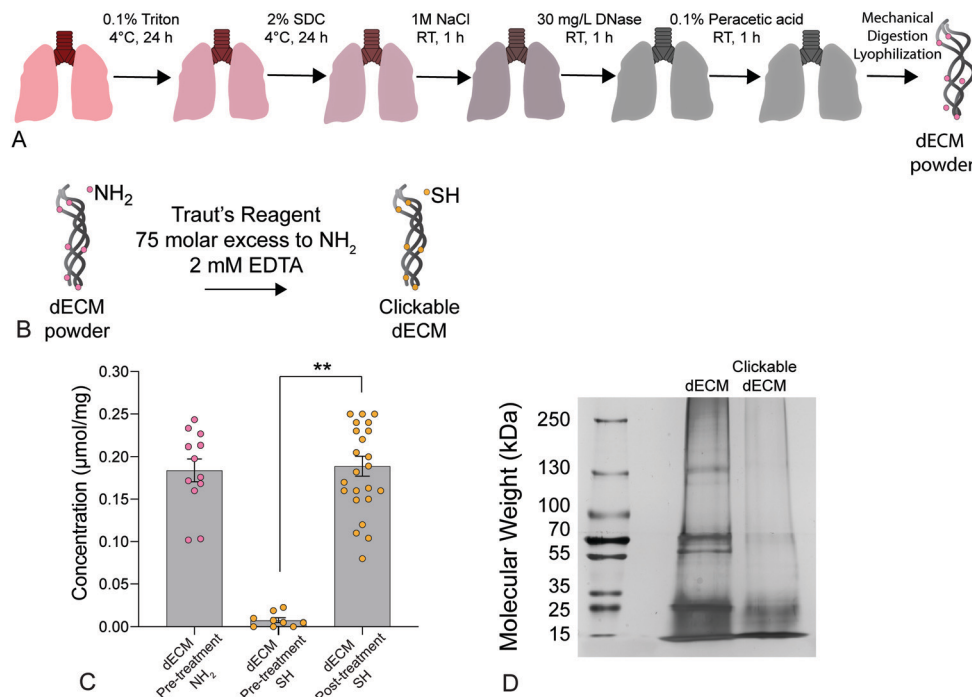 0.1% Triton
4°C, 24 h
2% SDC
4°C, 24 h
1M NaCl
RT, 1 h
30 mg/L DNase
RT, 1 h
0.1% Peracetic acid
RT, 1 h
Mechanical
Digestion
Lyophilization
A
dECM
powder
NH2
Traut's Reagent
75 molar excess to NH2
2 mM EDTA
SH
dECM
powder
Clickable
dECM
B
Concentration (µmol/mg)
0.30
0.25
0.20
0.15
0.10
0.05
0.00
**
dECM
Pre-treatment
NH2
dECM
Pre-treatment
SH
dECM
Post-treatment
SH
C
Molecular Weight (kDa)
dECM
Clickable
dECM
250
130
100
70
55
35
25
15
D